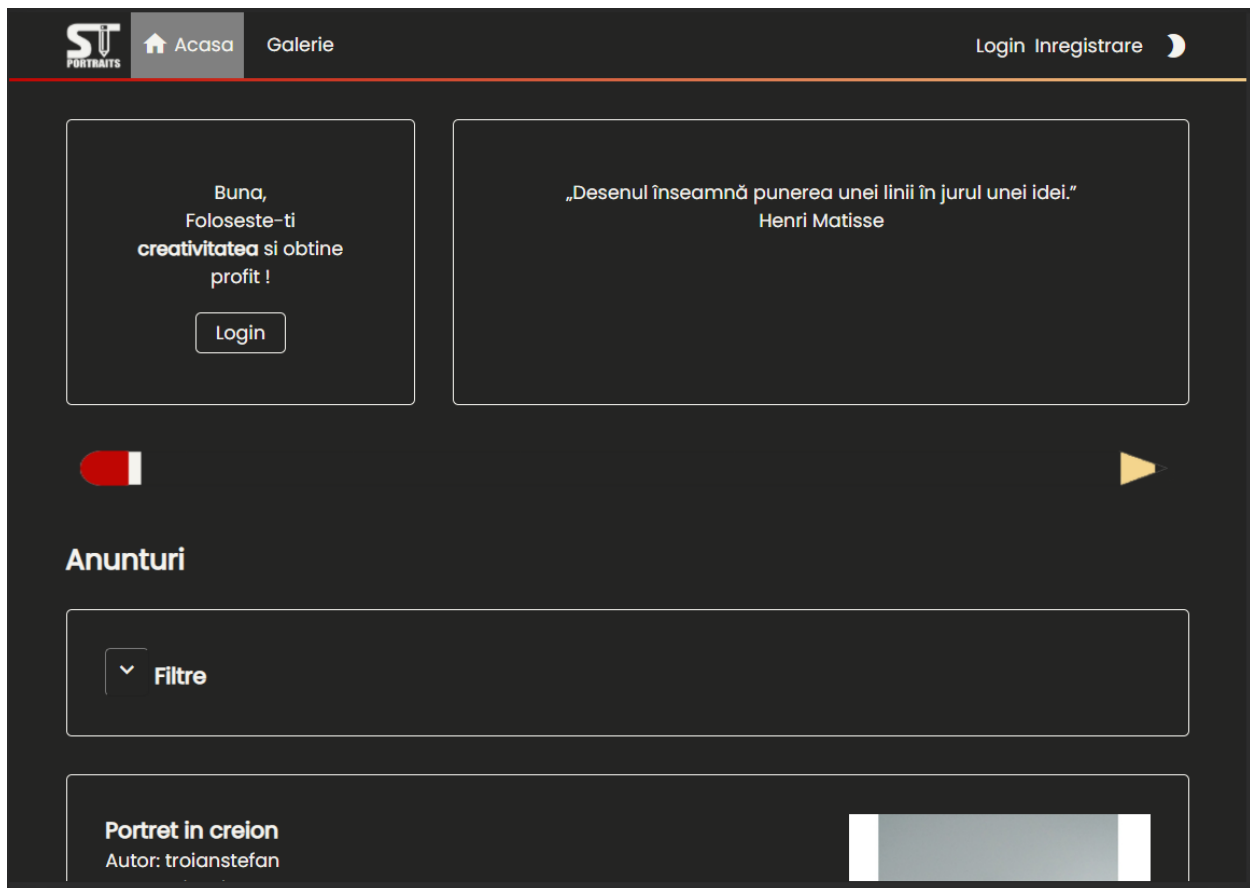 ST
PORTRAITS
Acasa
Galerie
Login Inregistrare
Buna,
Foloseste-ti
creativitatea si obtine
profit !
Login
„Desenul înseamnă punerea unei linii în jurul unei idei.”
Henri Matisse
Anunturi
Filtre
Portret in creion
Autor: troianstefan